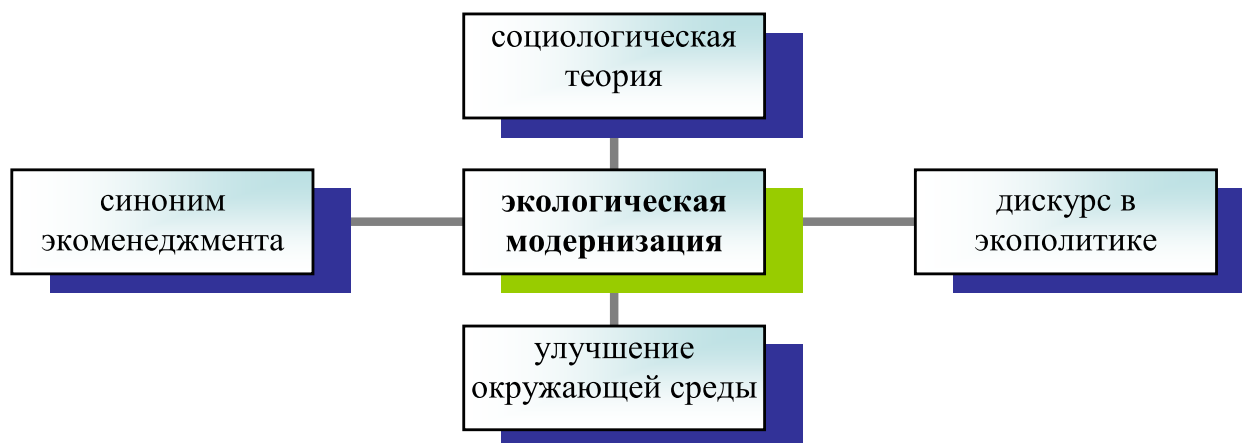 социологическая
теория
синоним
экоменеджмента
экологическая
модернизация
дискурс в
экополитике
улучшение
окружающей среды